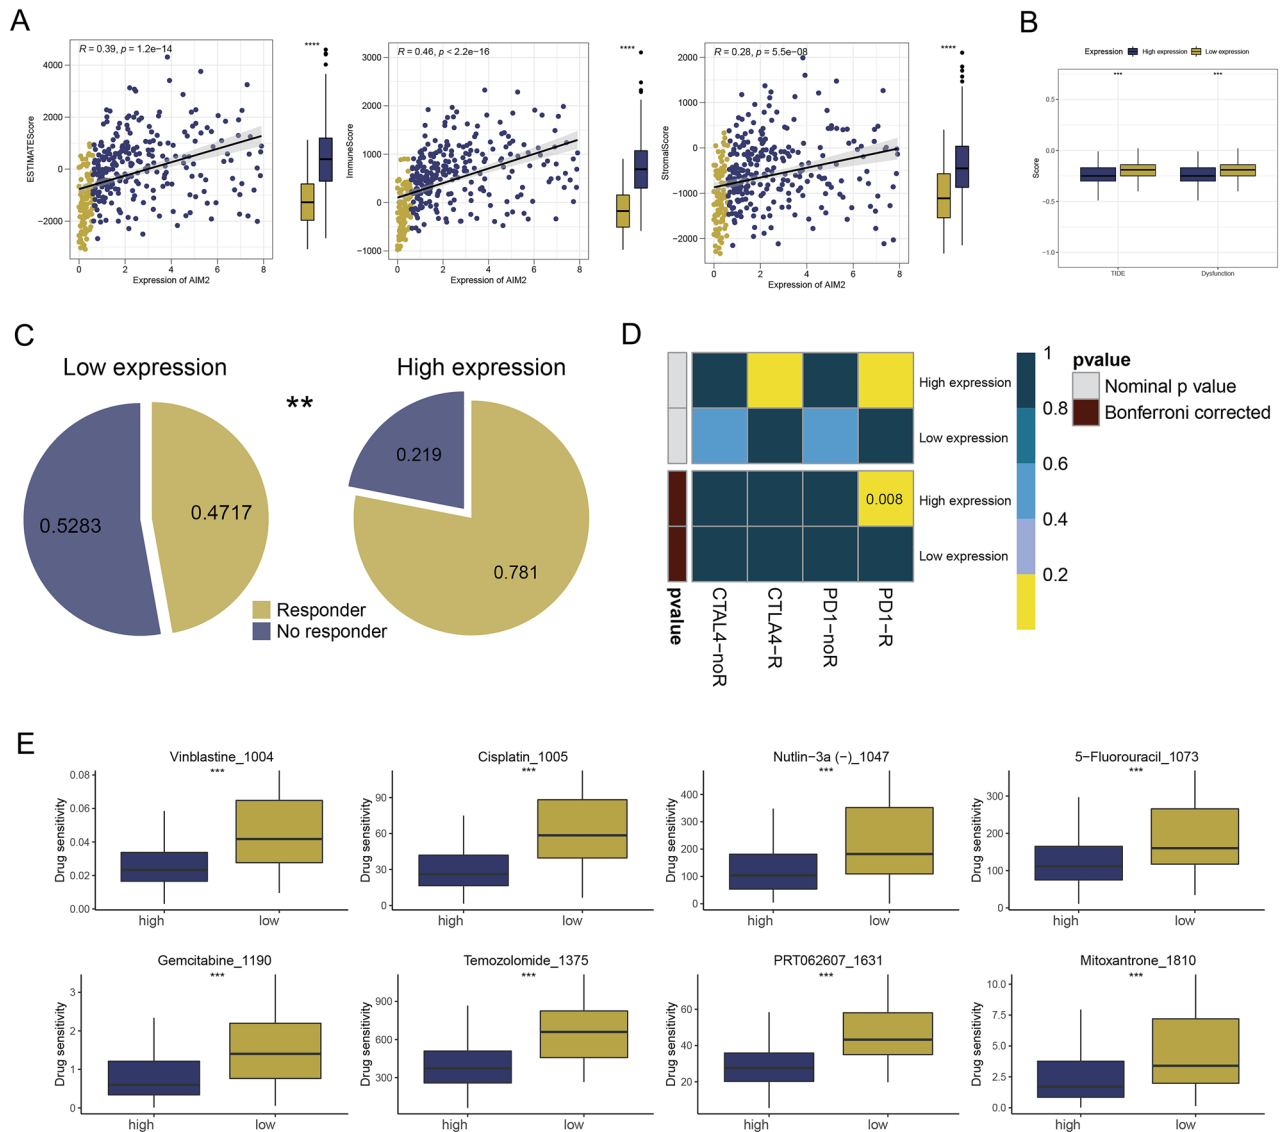 A
R = 0.39, p = 1.2e−14
****
ESTIMATEScore
4000
2000
0
−2000
0 2 4 6 8
Expression of AIM2
R = 0.46, p < 2.2e−16
****
ImmuneScore
3000
2000
1000
0
−1000
0 2 4 6 8
Expression of AIM2
R = 0.28, p = 5.5e−08
****
StromalScore
1000
0
−1000
−2000
0 2 4 6 8
Expression of AIM2
B
Expression High expression Low expression
*** ***
Score
0.5
0.0
−0.5
−1.0
TIDE Dysfunction
C
Low expression
High expression
**
0.5283
0.4717
0.219
0.781
Responder
No responder
D
High expression
Low expression
High expression
Low expression
0.008
pvalue
CTAL4−noR
CTLA4−R
PD1−noR
PD1−R
1
0.8
0.6
0.4
0.2
pvalue
Nominal p value
Bonferroni corrected
E
Vinblastine_1004
***
Drug sensitivity
0.08
0.06
0.04
0.02
0.00
high low
Cisplatin_1005
***
Drug sensitivity
90
60
30
0
high low
Nutlin−3a (−)_1047
***
Drug sensitivity
400
300
200
100
0
high low
5−Fluorouracil_1073
***
Drug sensitivity
300
200
100
0
high low
Gemcitabine_1190
***
Drug sensitivity
3
2
1
0
high low
Temozolomide_1375
***
Drug sensitivity
900
600
300
high low
PRT062607_1631
***
Drug sensitivity
60
40
20
high low
Mitoxantrone_1810
***
Drug sensitivity
10.0
7.5
5.0
2.5
0.0
high low